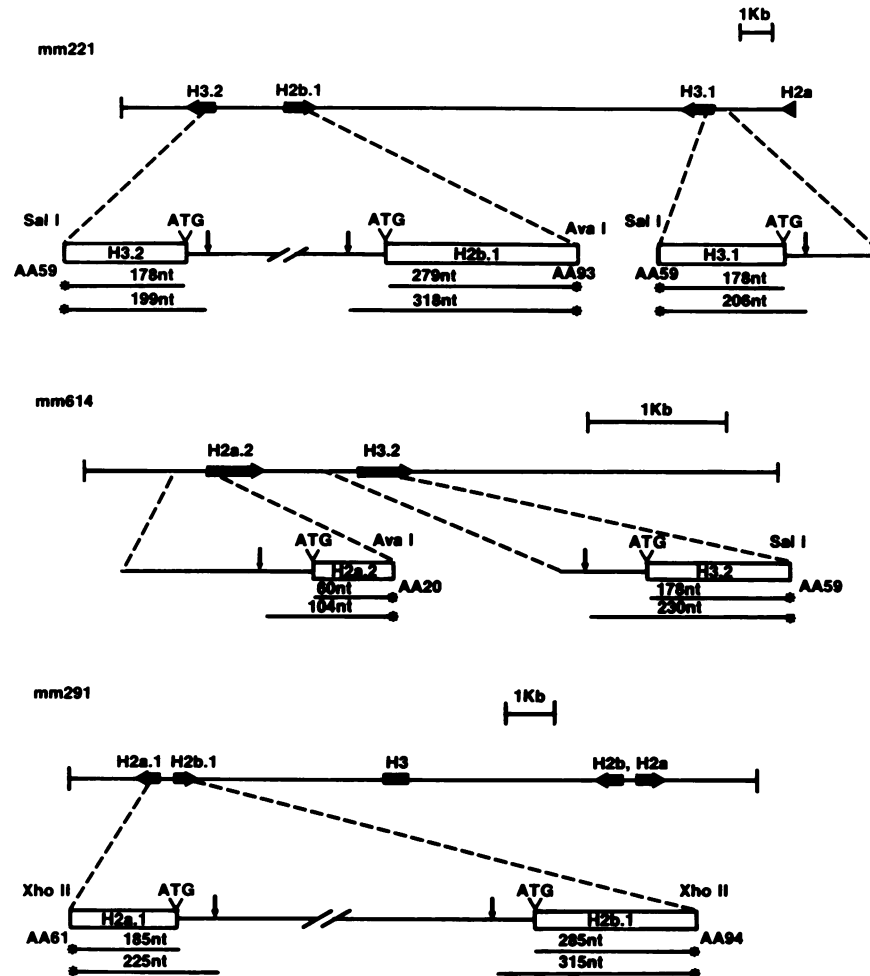 1Kb
mm221
H3.2 H2b.1 H3.1 H2a
Sal I ATG ATG Ava I Sal I ATG
H3.2 H2b.1 H3.1
AA59 178nt 279nt AA93 AA59 178nt
199nt 318nt 206nt
mm614
1Kb
H2a.2 H3.2
ATG Ava I ATG Sal I
H2a.2 H3.2
60nt AA20 178nt AA59
104nt 230nt
mm291
1Kb
H2a.1 H2b.1 H3 H2b, H2a
Xho II ATG ATG Xho II
H2a.1 H2b.1
AA61 185nt 285nt AA94
225nt 315nt